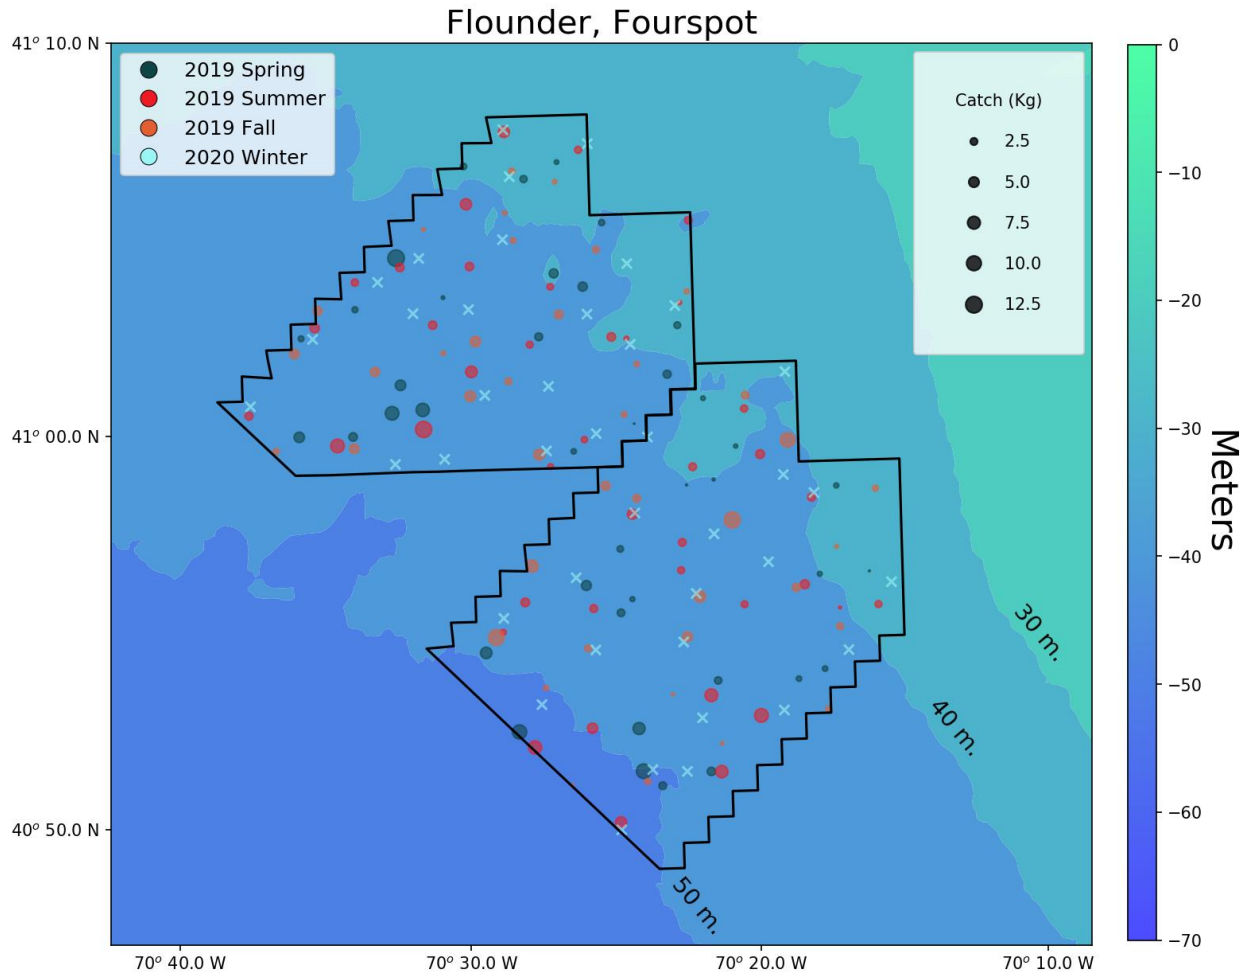 Flounder, Fourspot
41° 10.0 N
41° 00.0 N
40° 50.0 N
70° 40.0 W
70° 30.0 W
70° 20.0 W
70° 10.0 W
2019 Spring
2019 Summer
2019 Fall
2020 Winter
Catch (Kg)
2.5
5.0
7.5
10.0
12.5
30 m.
40 m.
50 m.
0
−10
−20
−30
−40
−50
−60
−70
Meters